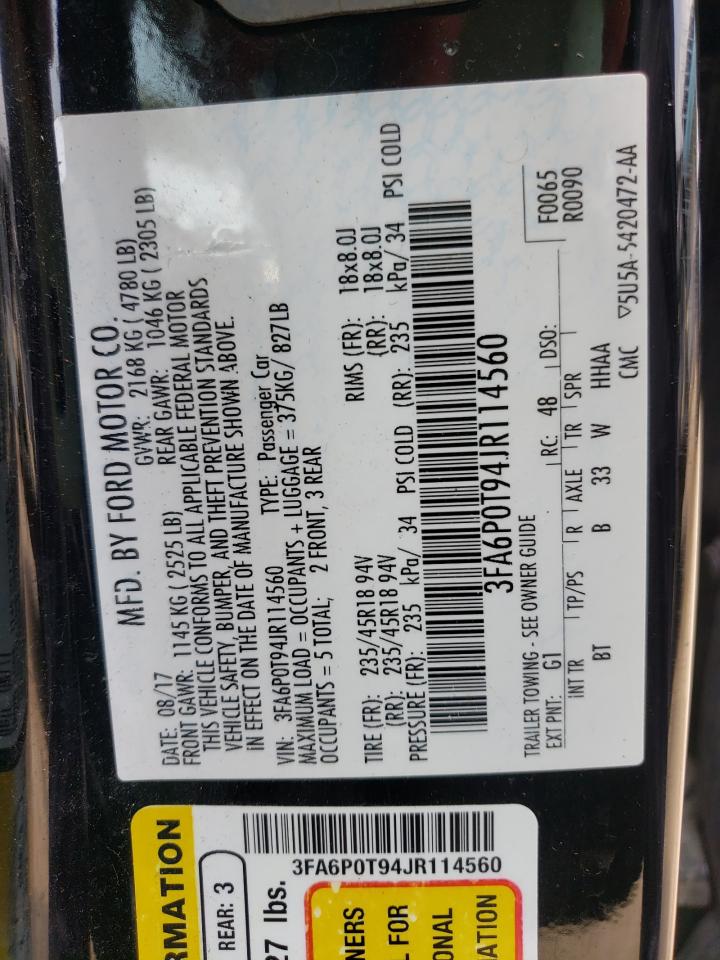 MFD. BY FORD MOTOR CO.
DATE: 08/17 GVWR: 2168 KG ( 4780 LB)
FRONT GAWR: 1145 KG ( 2525 LB) REAR GAWR: 1046 KG ( 2305 LB)
THIS VEHICLE CONFORMS TO ALL APPLICABLE FEDERAL MOTOR
VEHICLE SAFETY, BUMPER, AND THEFT PREVENTION STANDARDS
IN EFFECT ON THE DATE OF MANUFACTURE SHOWN ABOVE.
VIN: 3FA6P0T94JR114560 TYPE: Passenger Car
MAXIMUM LOAD = OCCUPANTS + LUGGAGE = 375KG/ 827LB
OCCUPANTS = 5 TOTAL; 2 FRONT, 3 REAR
TIRE (FR): 235/45R18 94V RIMS (FR): 18x8.0J
(RR): 235/45R18 94V (RR): 18x8.0J
PRESSURE (FR): 235 kPa/ 34 PSI COLD (RR): 235 kPa/ 34 PSI COLD
3FA6P0T94JR114560
TRAILER TOWING - SEE OWNER GUIDE F0065
EXT PNT: G1 RC: 48 DSO: R0090
INT TR TP/PS R AXLE TR SPR
BT B 33 W HHAA
CMC ▽5U5A-5420472-AA
RMATION
REAR: 3
3FA6P0T94JR114560
27 lbs.
NERS
L FOR
ONAL
ATION